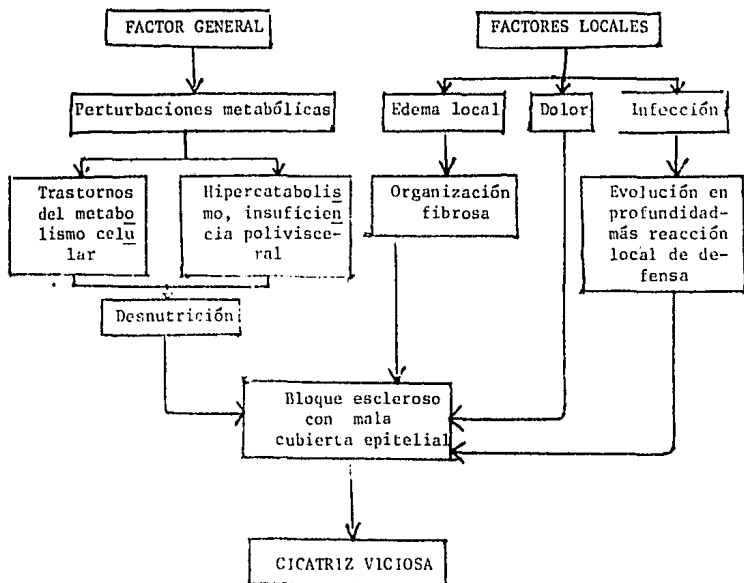 FACTOR GENERAL
FACTORES LOCALES
Perturbaciones metabólicas
Edema local
Dolor
Infección
Trastornos
del metabo
lismo celu
lar
Hipercatabolis
mo, insuficien
cia polivisce-
ral
Organización
fibrosa
Evolución en
profundidad-
más reacción
local de de-
fensa
Desnutrición
Bloque escleroso
con mala
cubierta epitelial
CICATRIZ VICIOSA